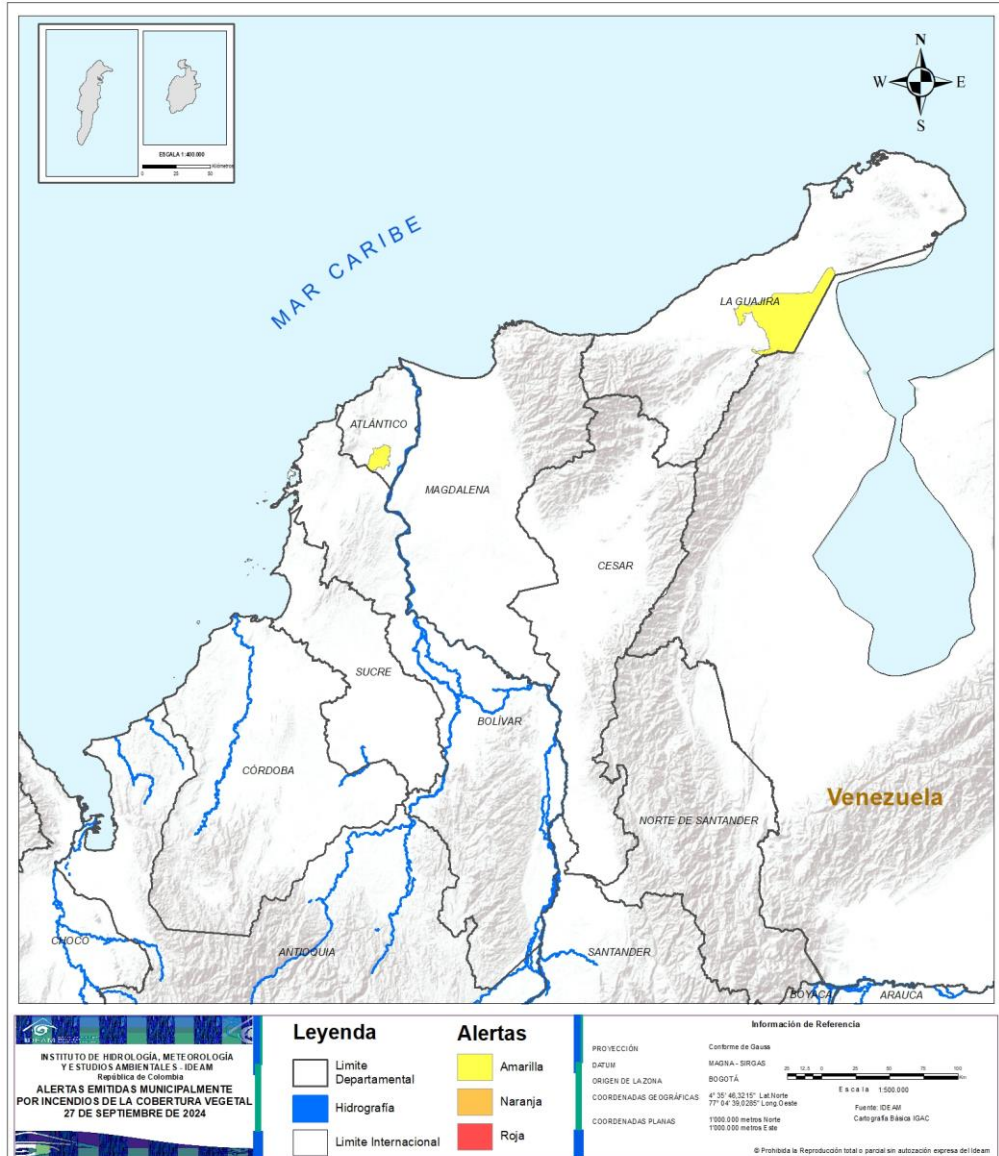 N
W E
S
ESCALA 1:400.000
MAR CARIBE
LA GUAJIRA
ATLÁNTICO
MAGDALENA
CESAR
SUCRE
BOLÍVAR
CÓRDOBA
Venezuela
NORTE DE SANTANDER
CHOCÓ
ANTIOQUIA
SANTANDER
BOYACÁ
ARAUCA
IDEAM
INSTITUTO DE HIDROLOGÍA, METEOROLOGÍA
Y ESTUDIOS AMBIENTALES - IDEAM
República de Colombia
ALERTAS EMITIDAS MUNICIPALMENTE
POR INCENDIOS DE LA COBERTURA VEGETAL
27 DE SEPTIEMBRE DE 2024
Leyenda
Limite
Departamental
Hidrografía
Limite Internacional
Alertas
Amarilla
Naranja
Roja
Información de Referencia
PROYECCIÓN Conforme de Gauss
DATUM MAGNA - SIRGAS
ORIGEN DE LA ZONA BOGOTÁ
COORDENADAS GEOGRÁFICAS 4° 35' 46,3215" Lat.Norte
77° 04' 39,0285" Long.Oeste
COORDENADAS PLANAS 1'000.000 metros Norte
1'000.000 metros Este
Escala 1:500.000
Fuente: IDEAM
Cartografía Básica IGAC
© Prohibida la Reproducción total o parcial sin autozación expresa del Ideam